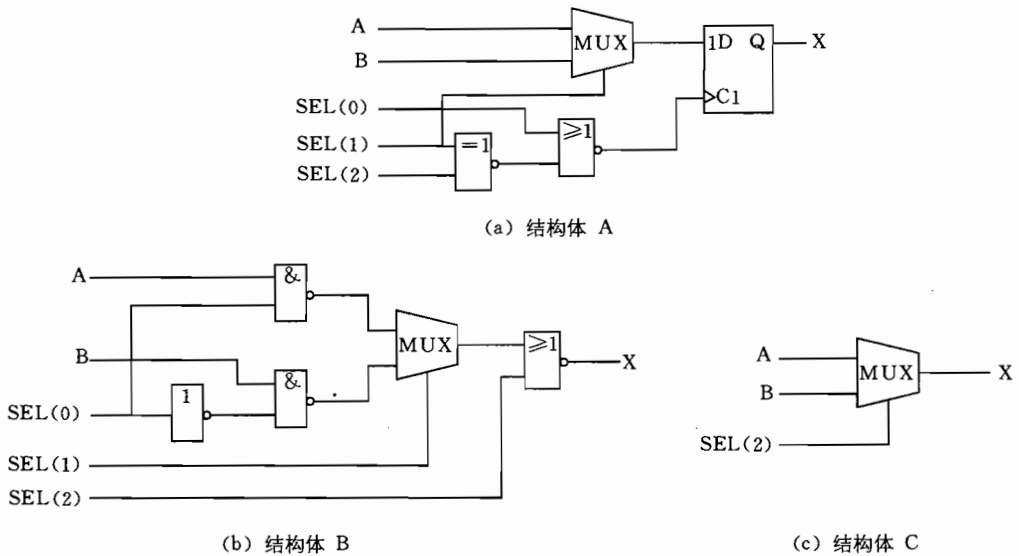 A
B
MUX
1D Q
X
C1
SEL(0)
SEL(1)
SEL(2)
=1
≥1
(a) 结构体 A
A
&
B
&
MUX
≥1
X
SEL(0)
1
SEL(1)
SEL(2)
(b) 结构体 B
A
B
MUX
X
SEL(2)
(c) 结构体 C